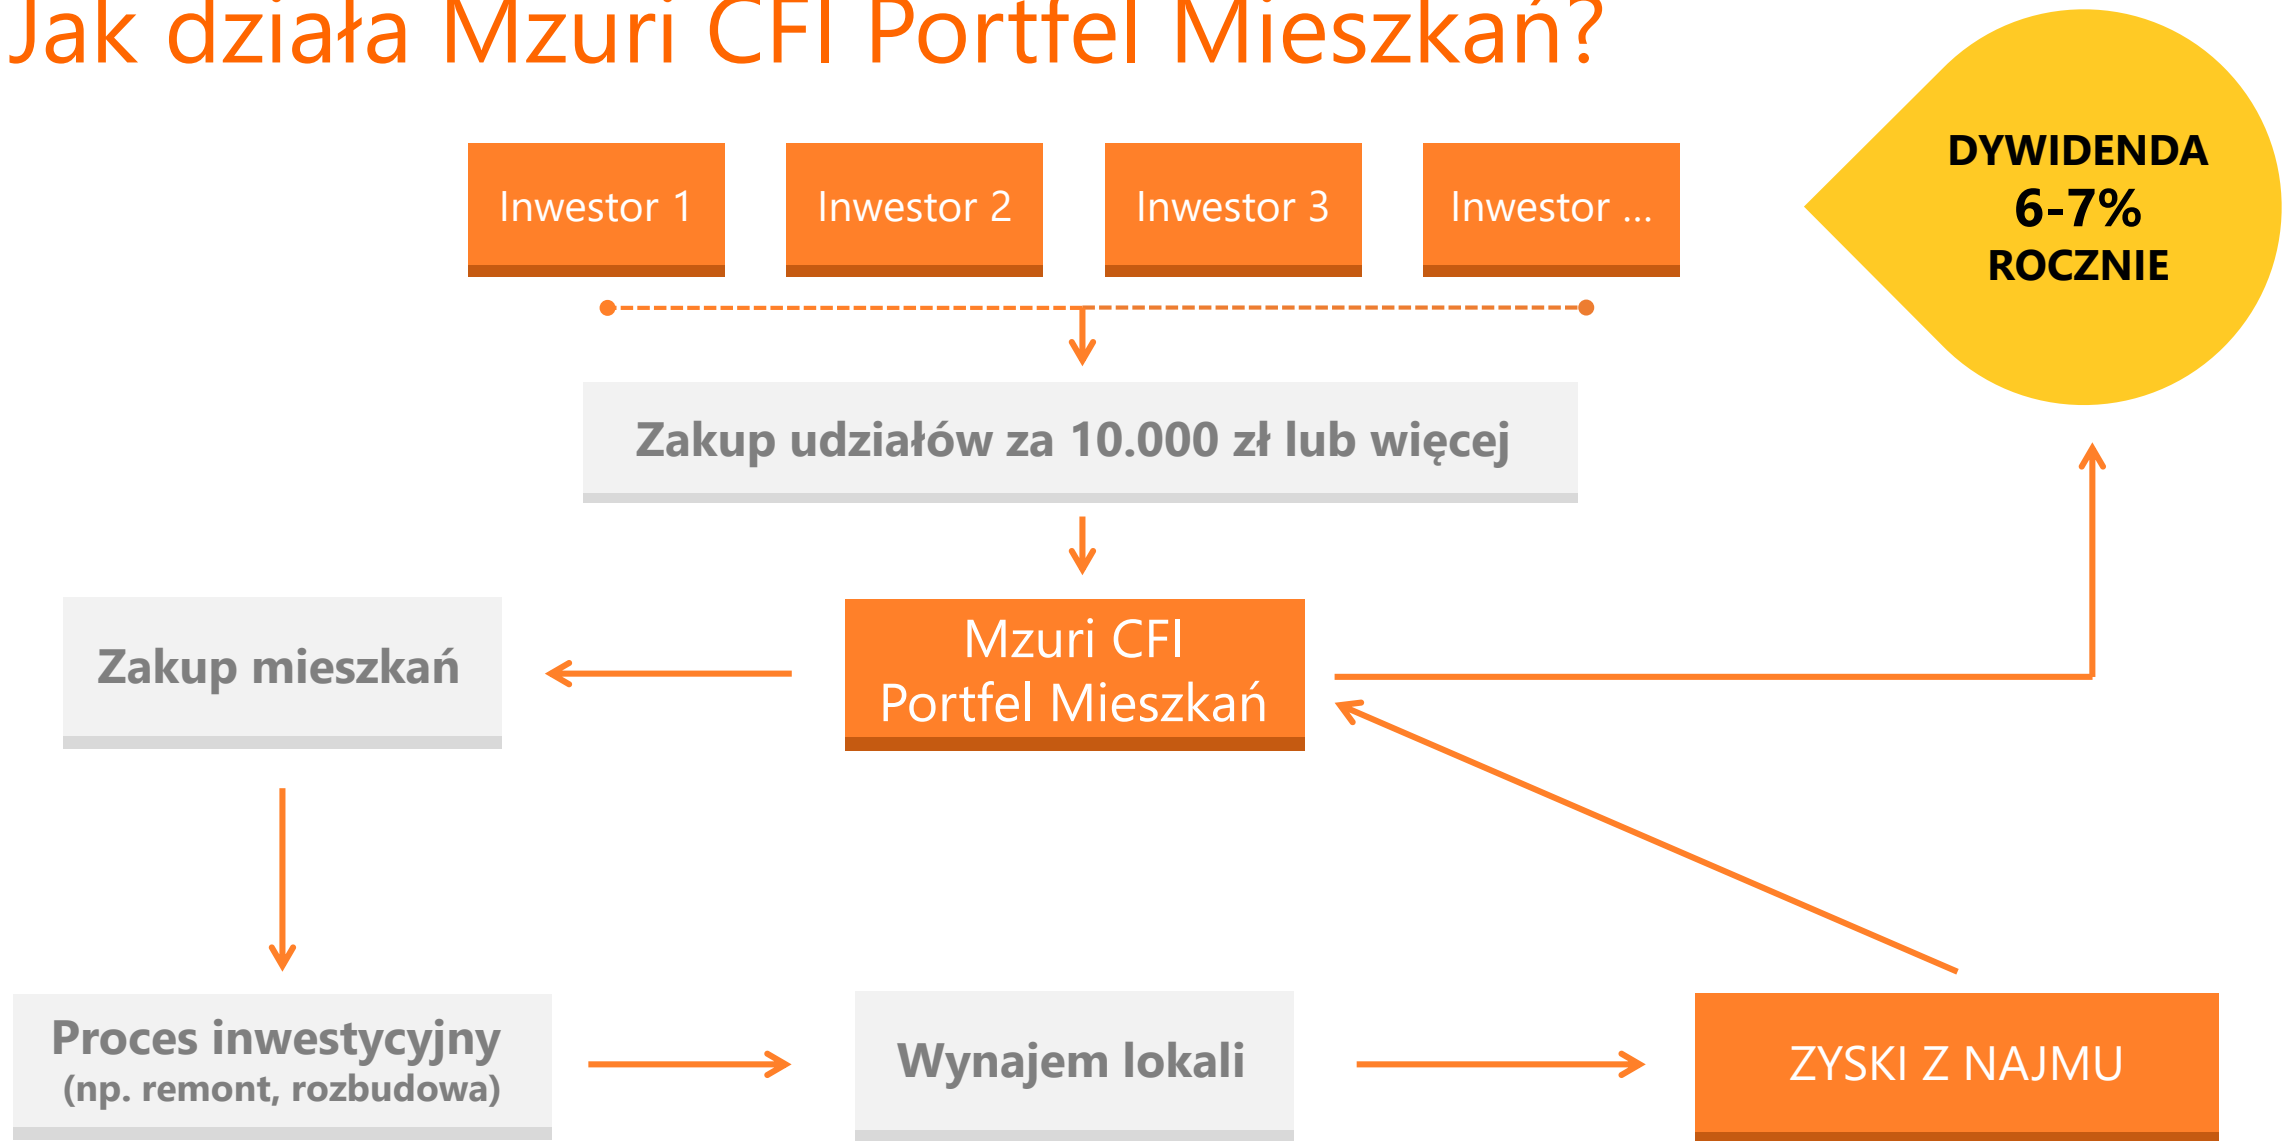 Jak działa Mzuri CFI Portfel Mieszkań?
Inwestor 1
Inwestor 2
Inwestor 3
Inwestor ...
DYWIDENDA
6-7%
ROCZNIE
Zakup udziałów za 10.000 zł lub więcej
Zakup mieszkań
Mzuri CFI
Portfel Mieszkań
Proces inwestycyjny
(np. remont, rozbudowa)
Wynajem lokali
ZYSKI Z NAJMU